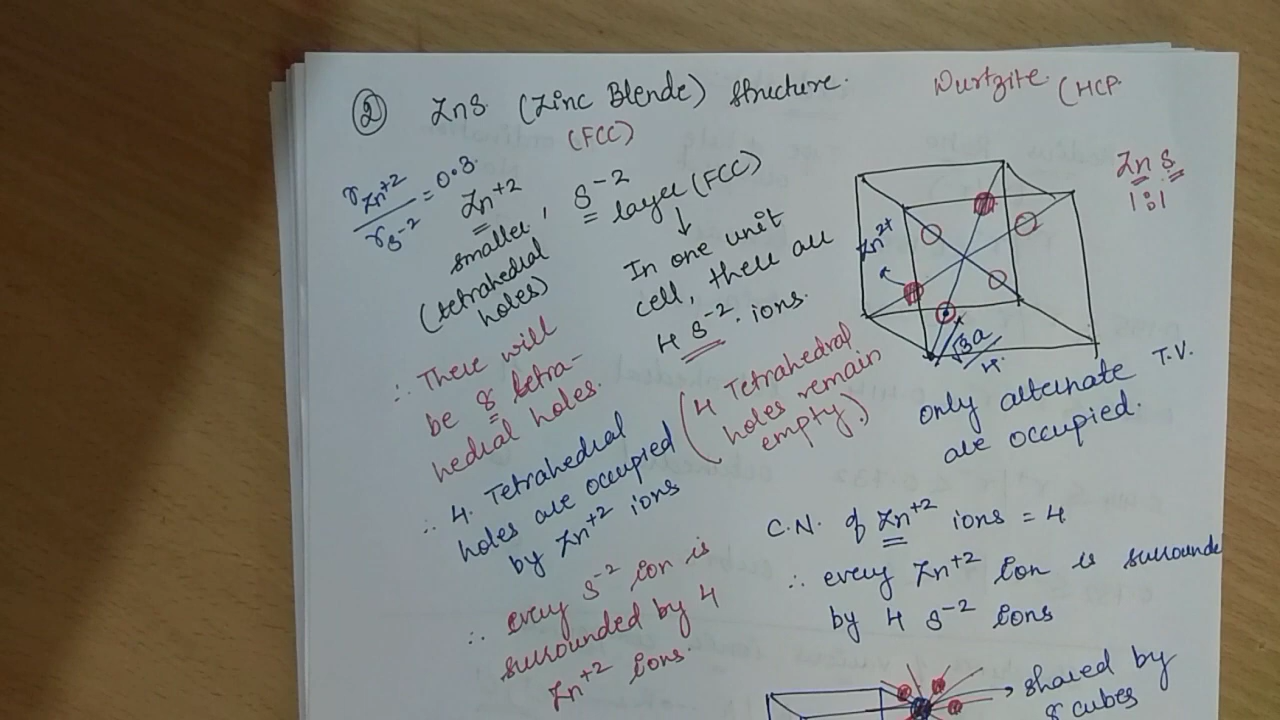 ② ZnS (Zinc Blende) structure.
(FCC)
Wurtzite (HCP.
r Zn+2 / r S-2 = 0.3
Zn+2
smaller,
(tetrahedral
holes)
S-2
layer (FCC)
↓
In one unit
cell, there are
4 S-2 ions.
∴ There will
be 8 tetra-
hedral holes.
∴ 4 Tetrahedral
holes are occupied
by Zn+2 ions
(4 Tetrahedral
holes remain
empty.)
∴ every S-2 ion is
surrounded by 4
Zn+2 ions.
Zn S
1:1
Zn2+
√3a/4
only alternate T.V.
are occupied.
C.N. of Zn+2 ions = 4
∴ every Zn+2 ion is surrounde
by 4 S-2 ions
→ shared by
8 cubes